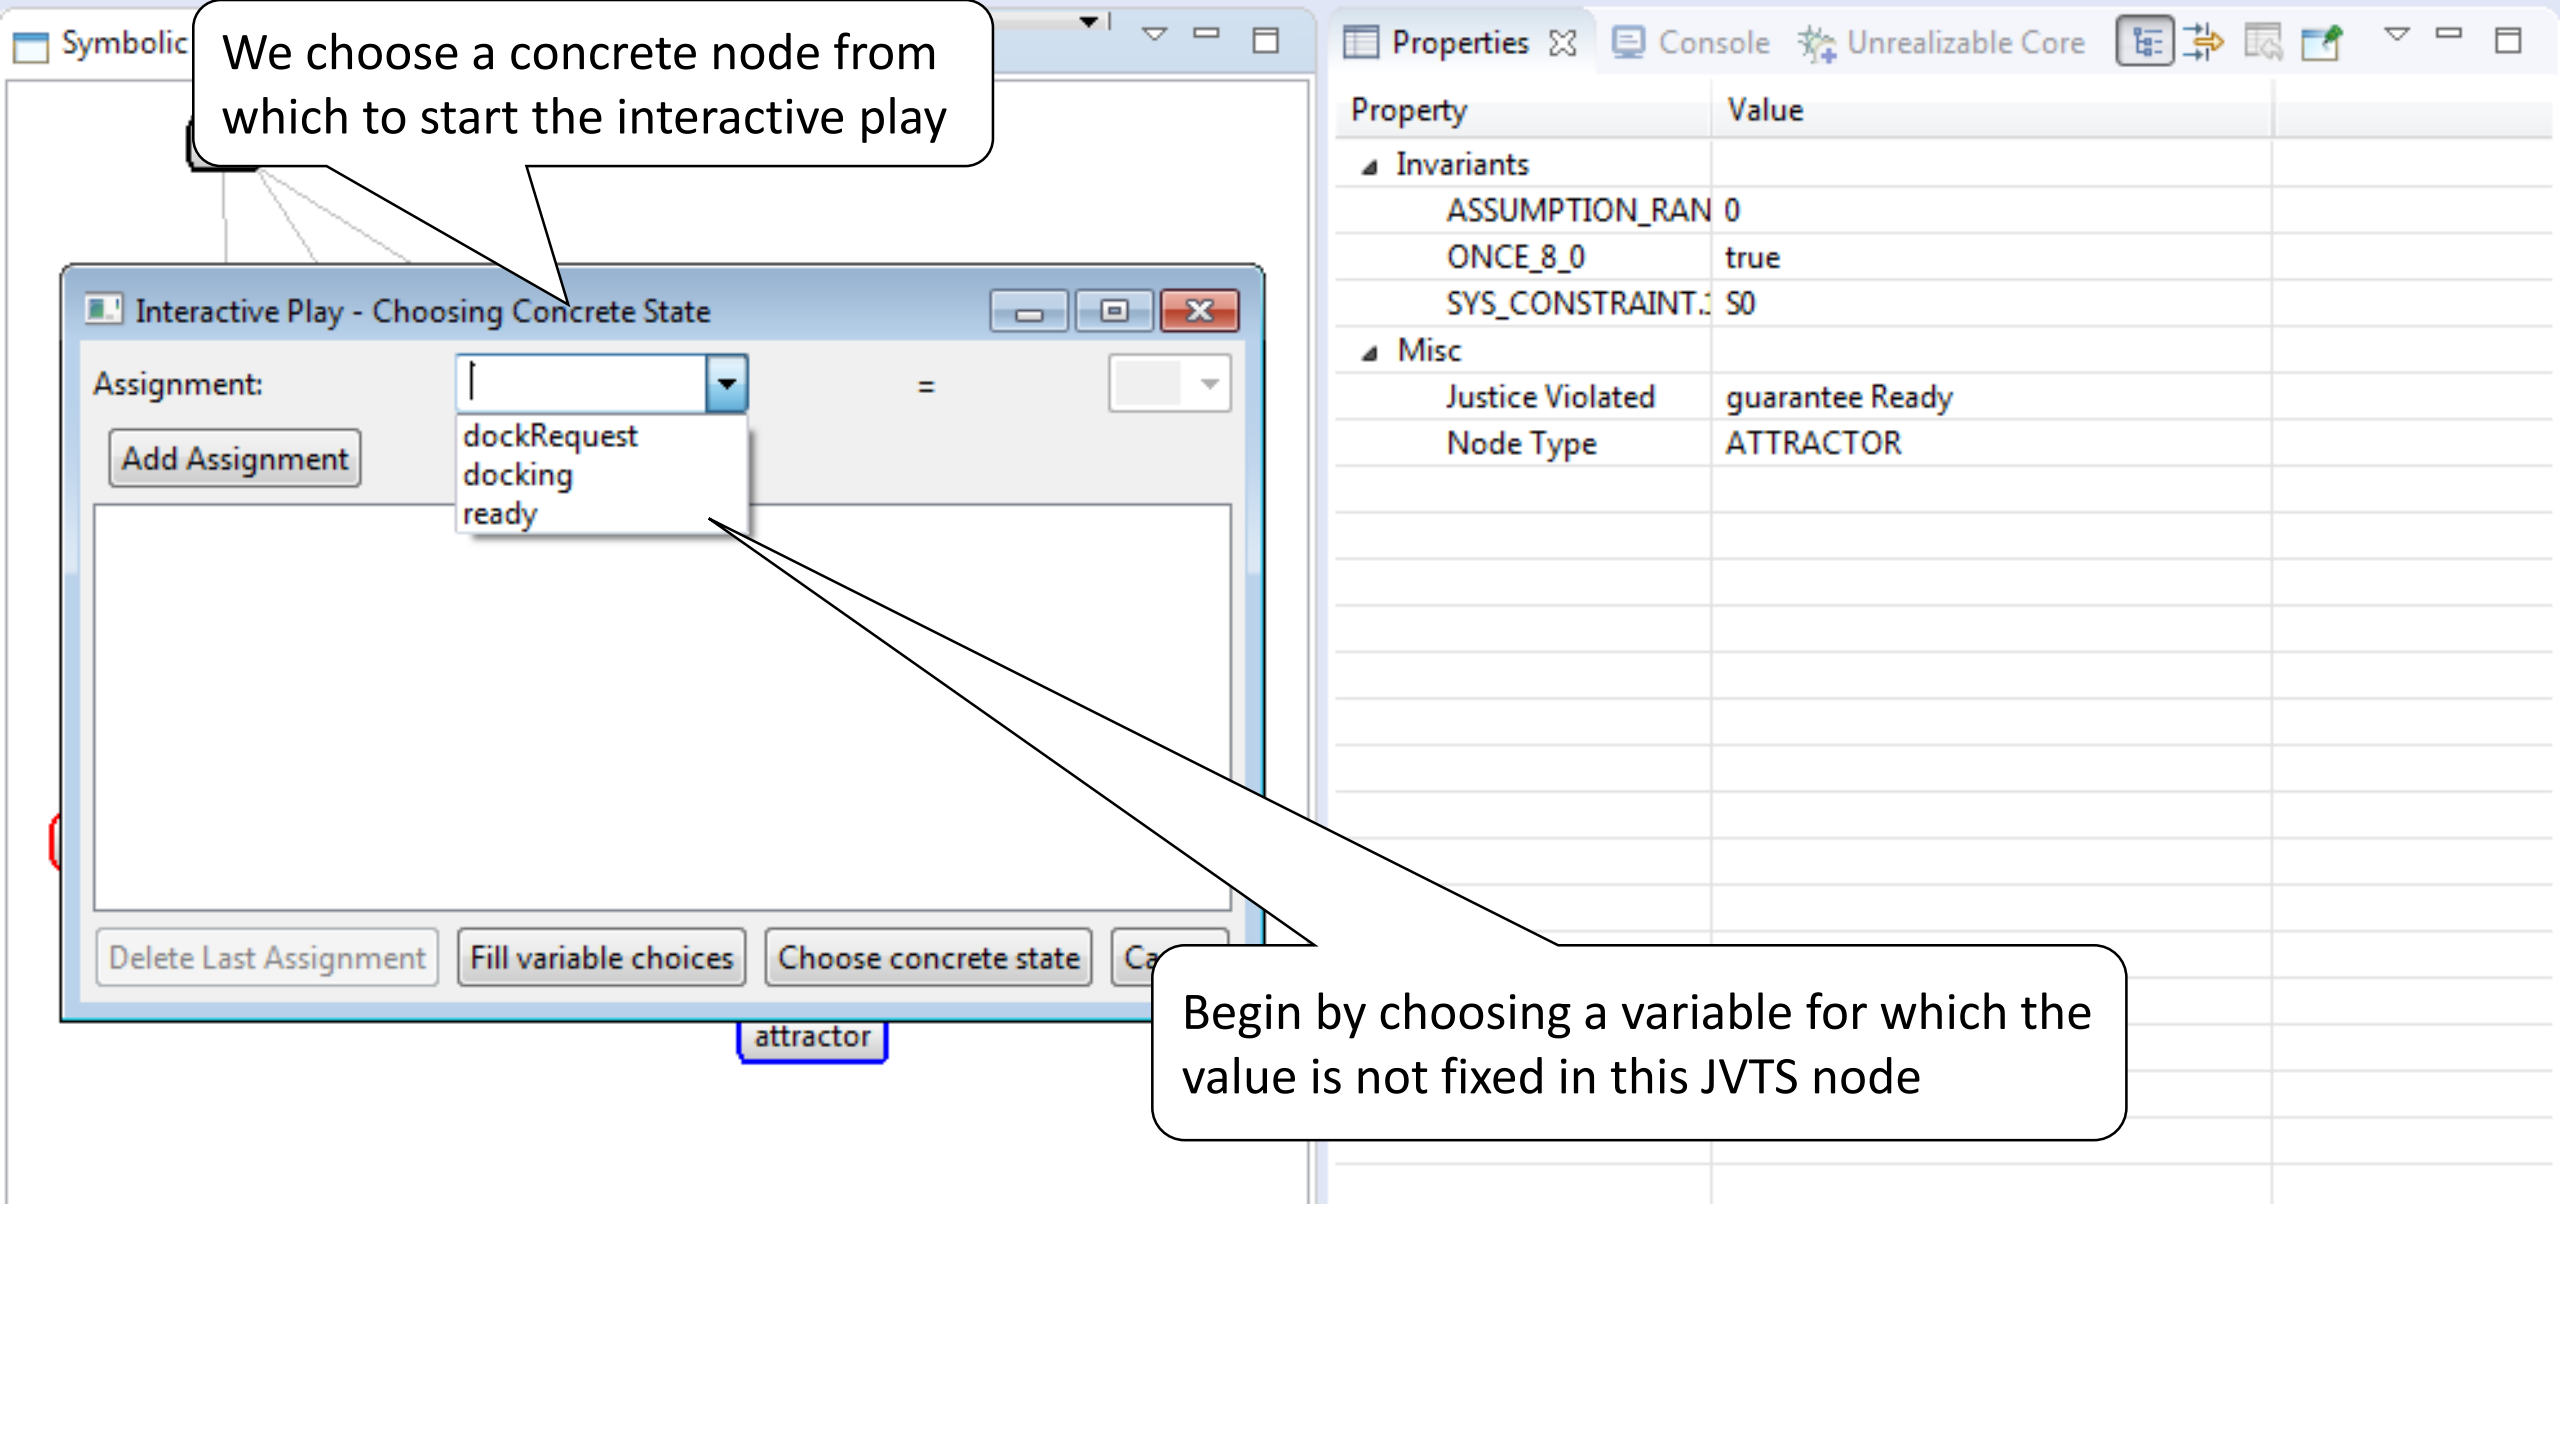 Symbolic
We choose a concrete node from
which to start the interactive play
Interactive Play - Choosing Concrete State
Assignment:
=
dockRequest
docking
ready
Add Assignment
Delete Last Assignment
Fill variable choices
Choose concrete state
attractor
Properties
Console
Unrealizable Core
Property Value
Invariants
ASSUMPTION_RAN 0
ONCE_8_0 true
SYS_CONSTRAINT. S0
Misc
Justice Violated guarantee Ready
Node Type ATTRACTOR
Begin by choosing a variable for which the
value is not fixed in this JVTS node